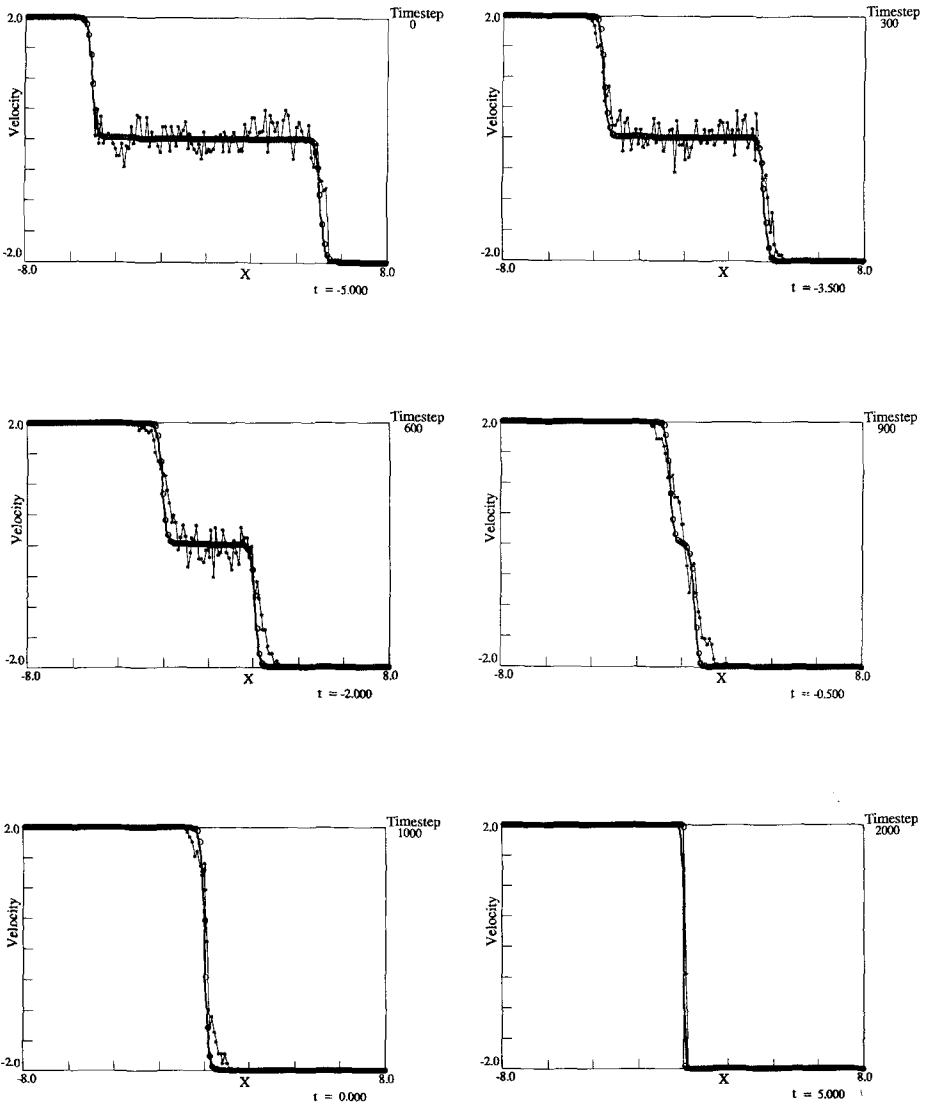 Timestep
0
2.0
Velocity
-2.0
-8.0
X
8.0
t = -5.000
Timestep
300
2.0
Velocity
-2.0
-8.0
X
8.0
t = -3.500
Timestep
600
2.0
Velocity
-2.0
-8.0
X
8.0
t = -2.000
Timestep
900
2.0
Velocity
-2.0
-8.0
X
8.0
t = -0.500
Timestep
1000
2.0
Velocity
-2.0
-8.0
X
8.0
t = 0.000
Timestep
2000
2.0
Velocity
-2.0
-8.0
X
8.0
t = 5.000